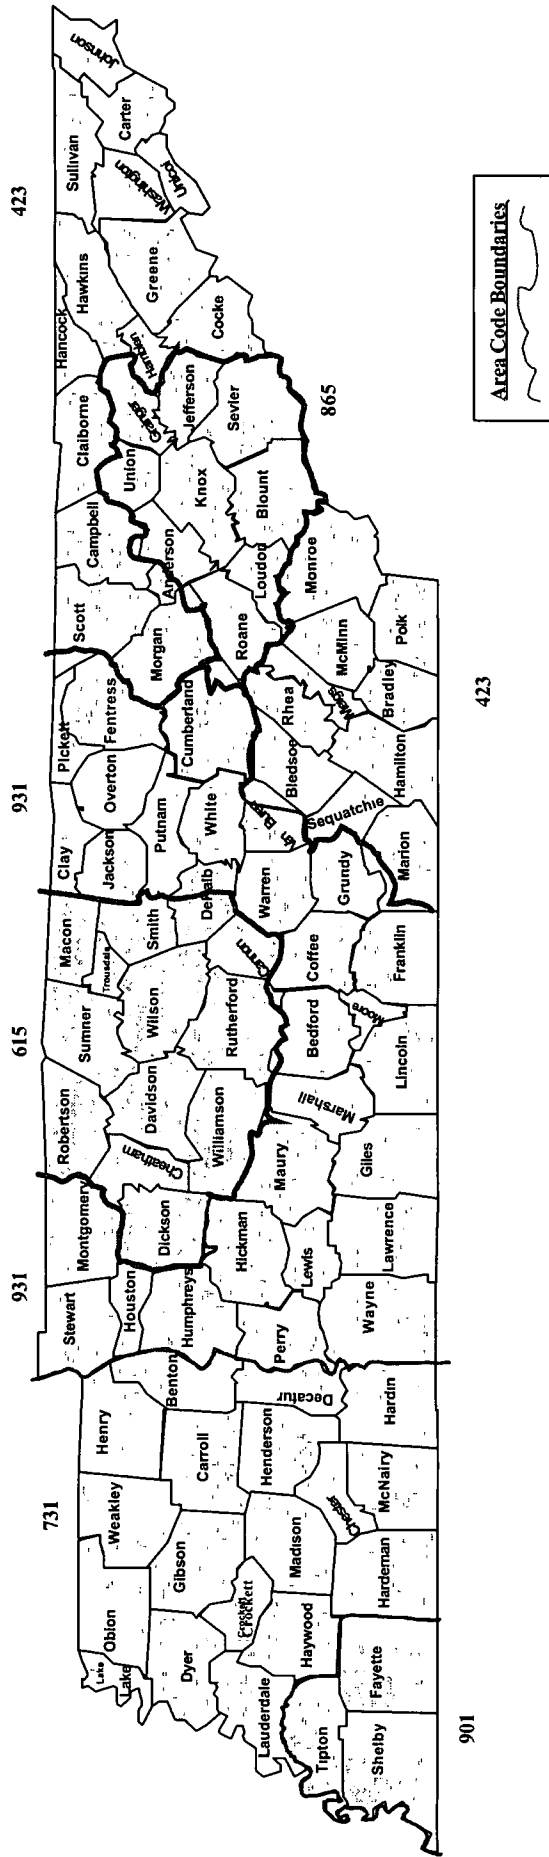 423
931
615
931
731
Johnson
Sullivan
Carter
Washington
Unicoi
Hancock
Hawkins
Greene
Hamblen
Cocke
Claiborne
Grainger
Jefferson
Sevier
Union
Knox
Blount
865
Campbell
Anderson
Loudon
Monroe
Scott
Morgan
Roane
McMinn
Polk
Pickett
Fentress
Cumberland
Rhea
Meigs
Bradley
423
Overton
Bledsoe
Hamilton
Clay
Jackson
Putnam
White
Van Buren
Sequatchie
Marion
Macon
Smith
DeKalb
Warren
Grundy
Trousdale
Cannon
Coffee
Franklin
Sumner
Wilson
Rutherford
Bedford
Moore
Lincoln
Robertson
Davidson
Williamson
Marshall
Cheatham
Maury
Giles
Montgomery
Dickson
Hickman
Lewis
Lawrence
Stewart
Houston
Humphreys
Perry
Wayne
Henry
Benton
Decatur
Hardin
Carroll
Henderson
Weakley
Chester
McNairy
Gibson
Madison
Hardeman
Obion
Crockett
Crockett
Haywood
Lake
Lake
Dyer
Lauderdale
Fayette
Tipton
Shelby
901
Area Code Boundaries